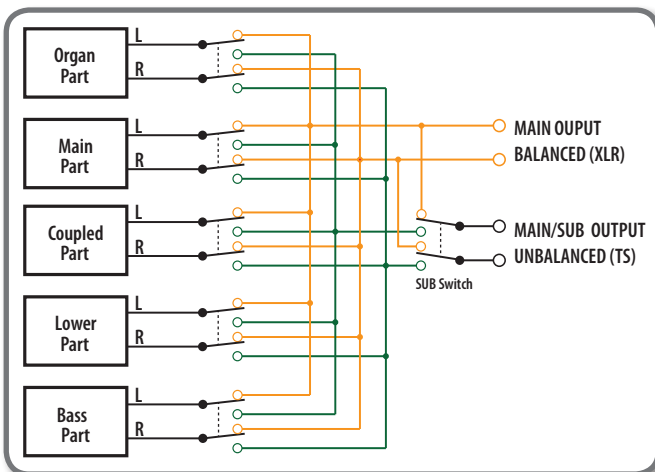 Organ
Part
L
R
Main
Part
L
R
Coupled
Part
L
R
Lower
Part
L
R
Bass
Part
L
R
MAIN OUPUT
BALANCED (XLR)
MAIN/SUB OUTPUT
UNBALANCED (TS)
SUB Switch